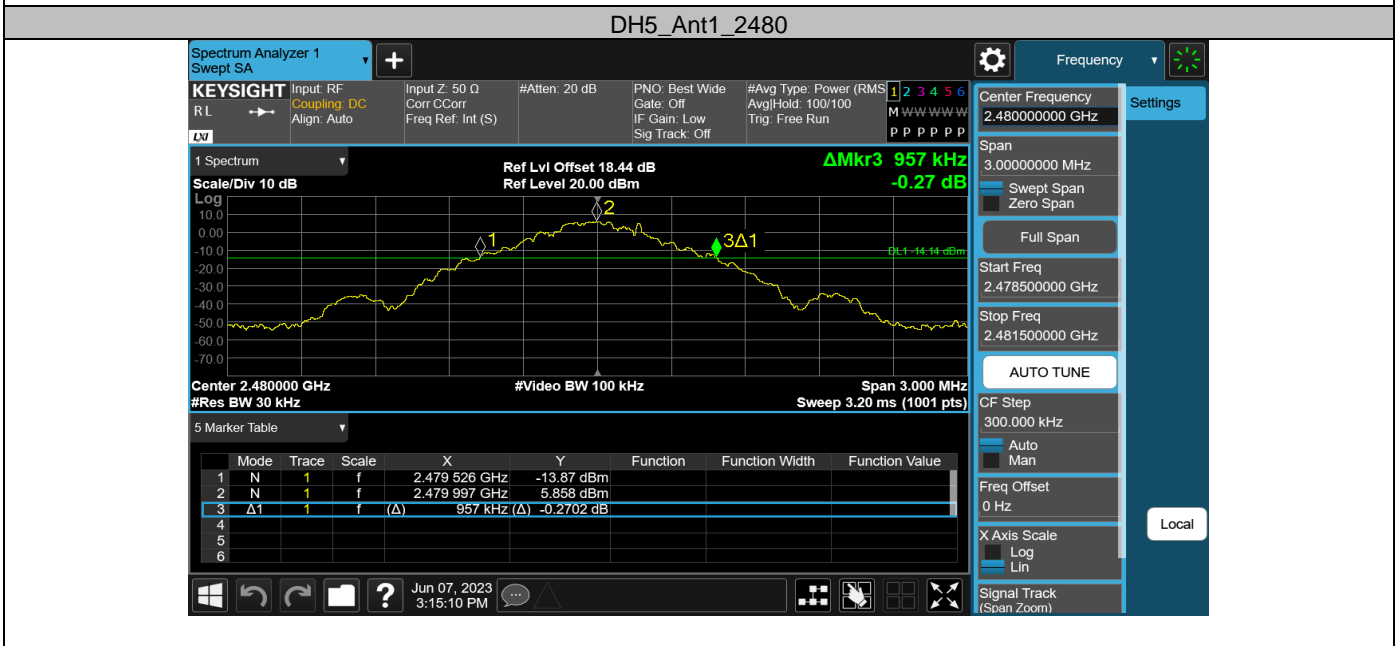 DH5_Ant1_2480
Spectrum Analyzer 1
Swept SA
Frequency
KEYSIGHT
RL
LXI
Input: RF
Coupling: DC
Align: Auto
Input Z: 50 Ω
Corr CCorr
Freq Ref: Int (S)
#Atten: 20 dB
PNO: Best Wide
Gate: Off
IF Gain: Low
Sig Track: Off
#Avg Type: Power (RMS
Avg|Hold: 100/100
Trig: Free Run
1 2 3 4 5 6
M W W W W W
P P P P P P
1 Spectrum
Scale/Div 10 dB
Ref Lvl Offset 18.44 dB
Ref Level 20.00 dBm
ΔMkr3 957 kHz
-0.27 dB
Log
10.0
0.00
-10.0
-20.0
-30.0
-40.0
-50.0
-60.0
-70.0
1
2
3Δ1
DL1 -14.14 dBm
Center 2.480000 GHz
#Video BW 100 kHz
Span 3.000 MHz
#Res BW 30 kHz
Sweep 3.20 ms (1001 pts)
5 Marker Table
Mode Trace Scale X Y Function Function Width Function Value
1 N 1 f 2.479 526 GHz -13.87 dBm
2 N 1 f 2.479 997 GHz 5.858 dBm
3 Δ1 1 f (Δ) 957 kHz (Δ) -0.2702 dB
4
5
6
Jun 07, 2023
3:15:10 PM
Center Frequency
2.480000000 GHz
Settings
Span
3.00000000 MHz
Swept Span
Zero Span
Full Span
Start Freq
2.478500000 GHz
Stop Freq
2.481500000 GHz
AUTO TUNE
CF Step
300.000 kHz
Auto
Man
Freq Offset
0 Hz
Local
X Axis Scale
Log
Lin
Signal Track
(Span Zoom)